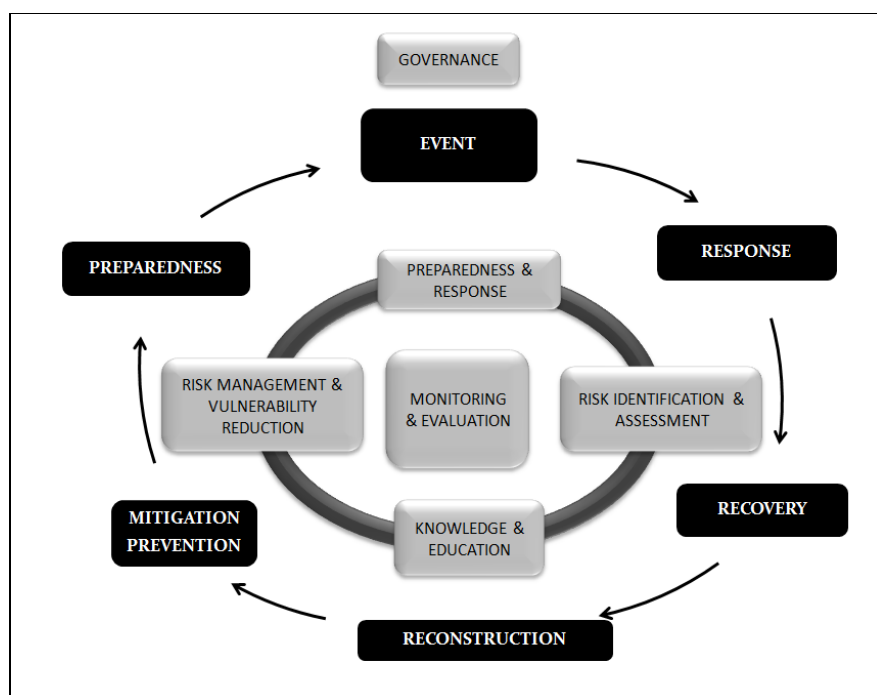 GOVERNANCE
EVENT
RESPONSE
PREPAREDNESS
PREPAREDNESS &
RESPONSE
RISK MANAGEMENT &
VULNERABILITY
REDUCTION
MONITORING
& EVALUATION
RISK IDENTIFICATION &
ASSESSMENT
MITIGATION
PREVENTION
KNOWLEDGE &
EDUCATION
RECOVERY
RECONSTRUCTION